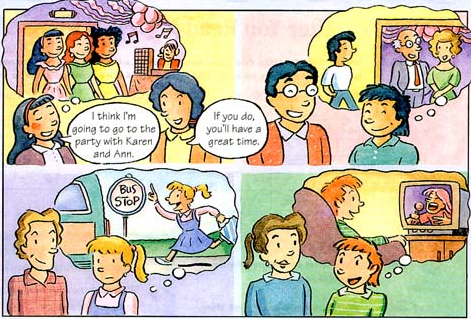 I think I'm
going to go to the
party with Karen
and Ann.
If you do,
you'll have a
great time.
BUS
STOP